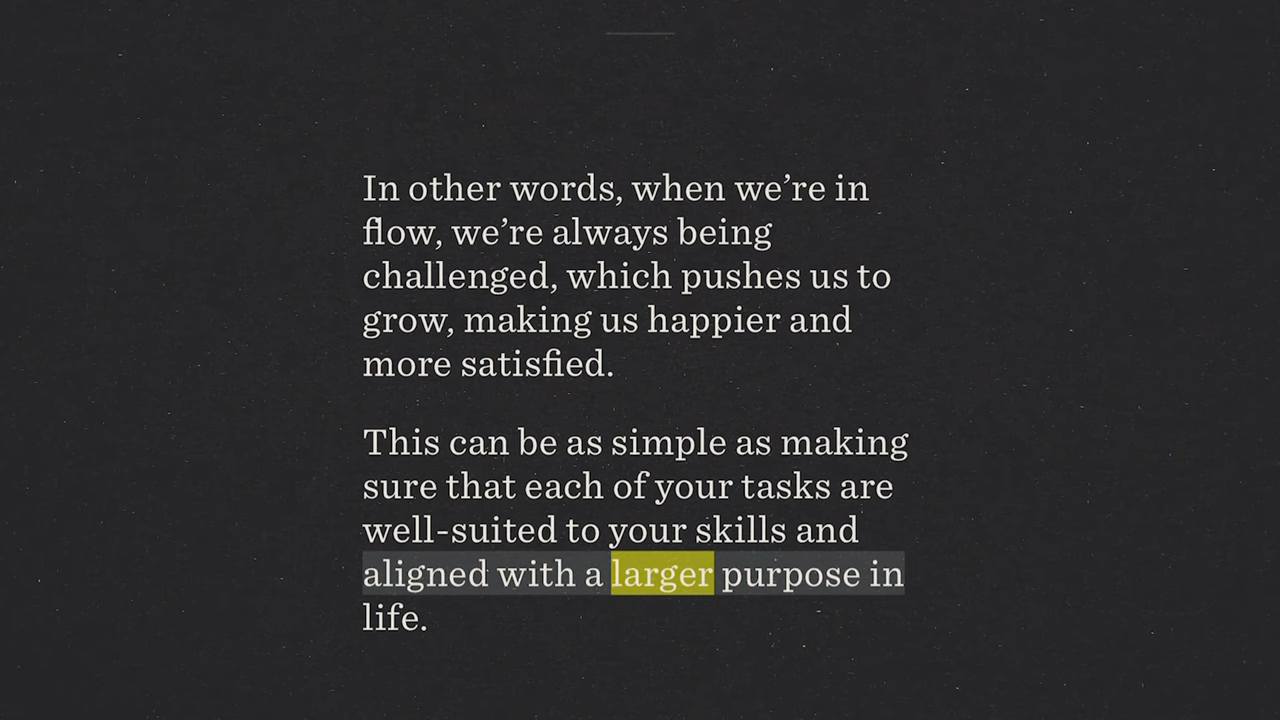 In other words, when we’re in
flow, we’re always being
challenged, which pushes us to
grow, making us happier and
more satisfied.
This can be as simple as making
sure that each of your tasks are
well-suited to your skills and
aligned with a larger purpose in
life.